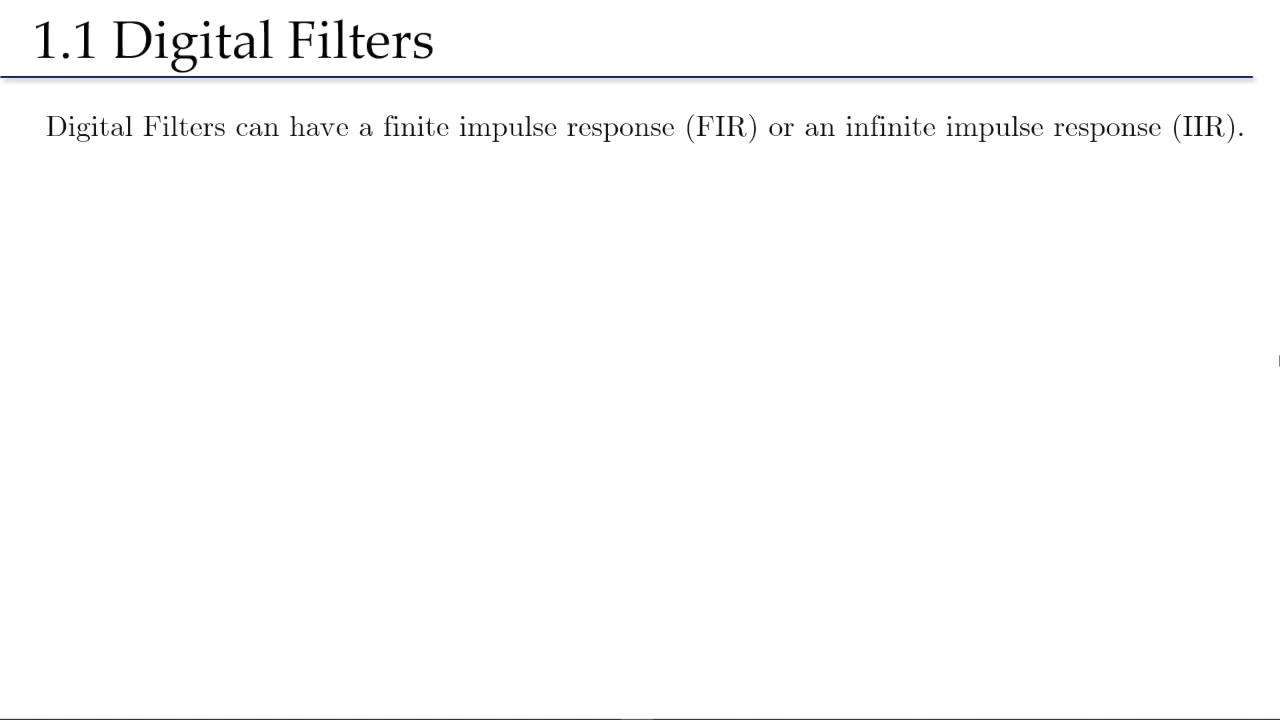 1.1 Digital Filters
Digital Filters can have a finite impulse response (FIR) or an infinite impulse response (IIR).